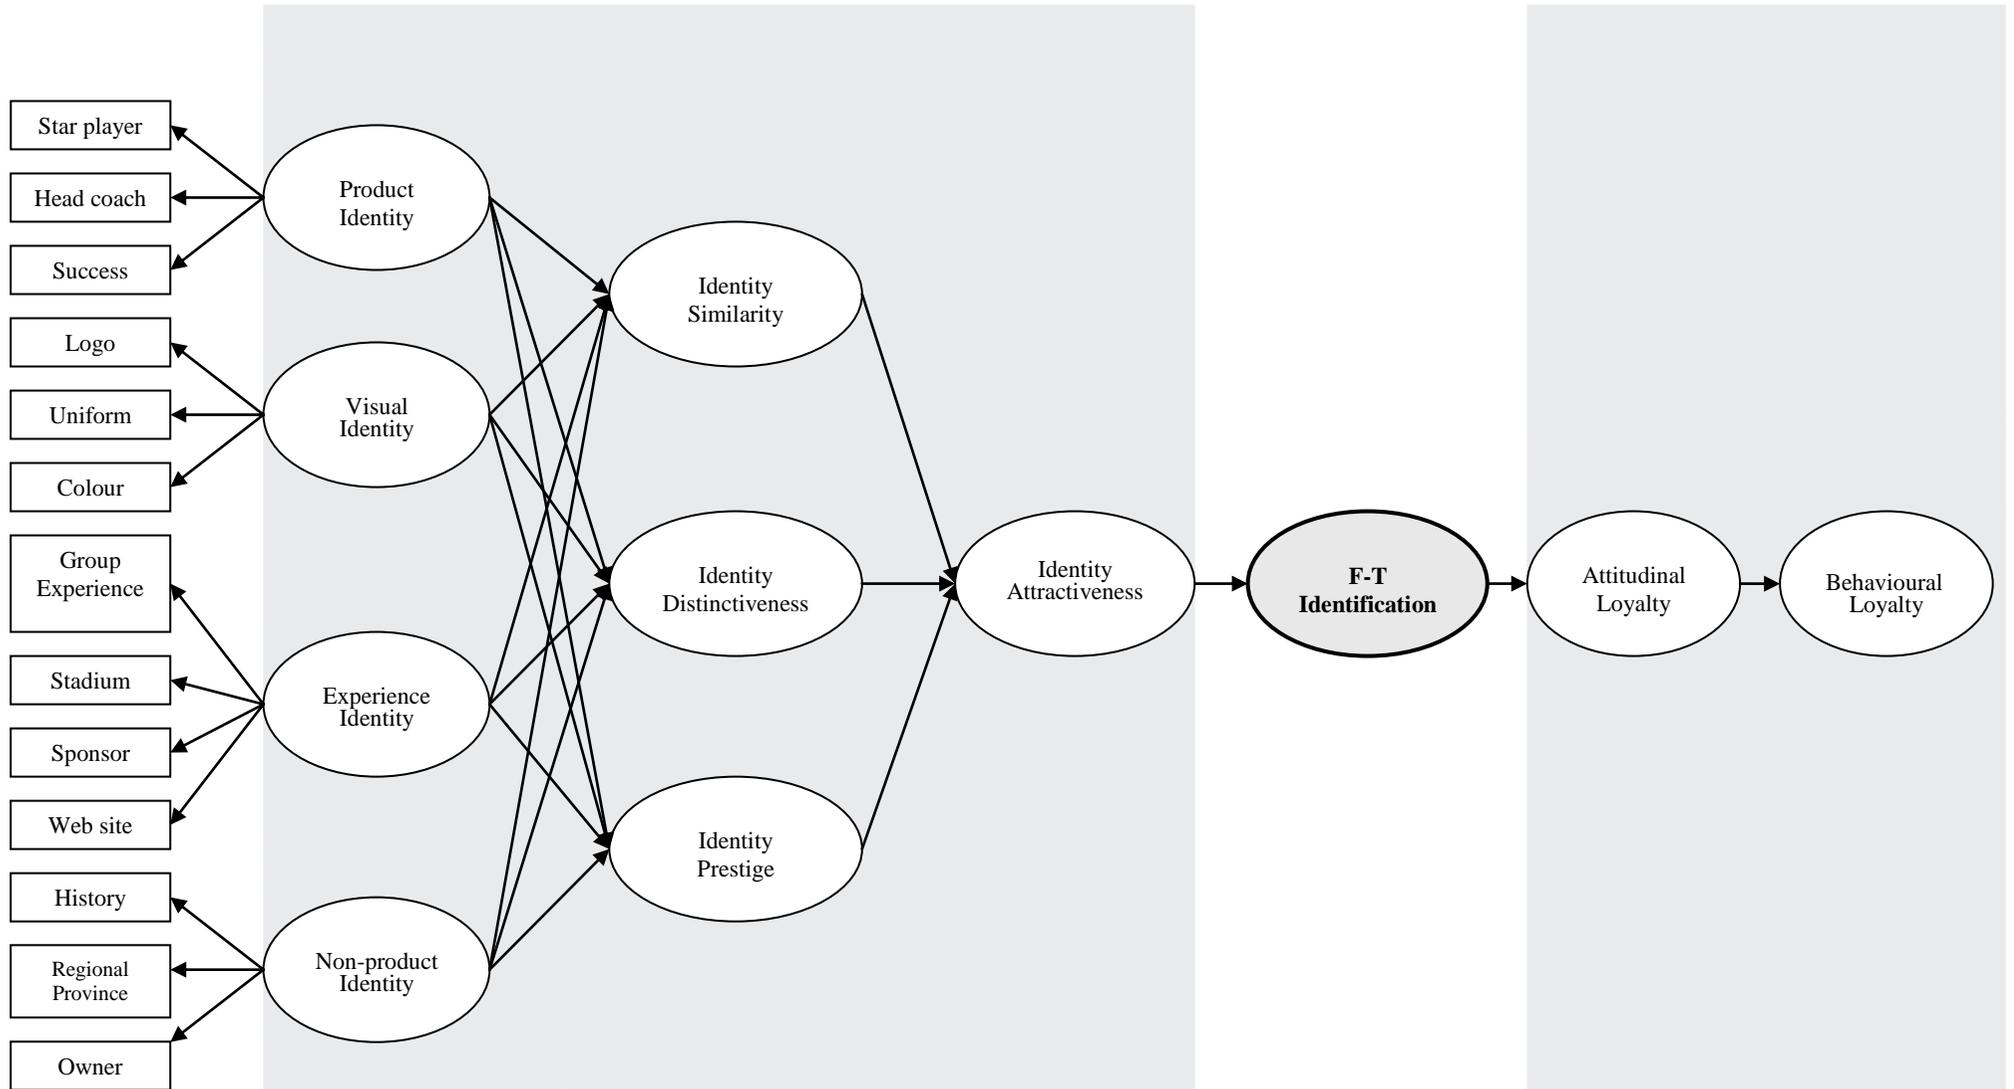 Star player
Head coach
Success
Logo
Uniform
Colour
Group
Experience
Stadium
Sponsor
Web site
History
Regional
Province
Owner
Product
Identity
Visual
Identity
Experience
Identity
Non-product
Identity
Identity
Similarity
Identity
Distinctiveness
Identity
Prestige
Identity
Attractiveness
F-T
Identification
Attitudinal
Loyalty
Behavioural
Loyalty